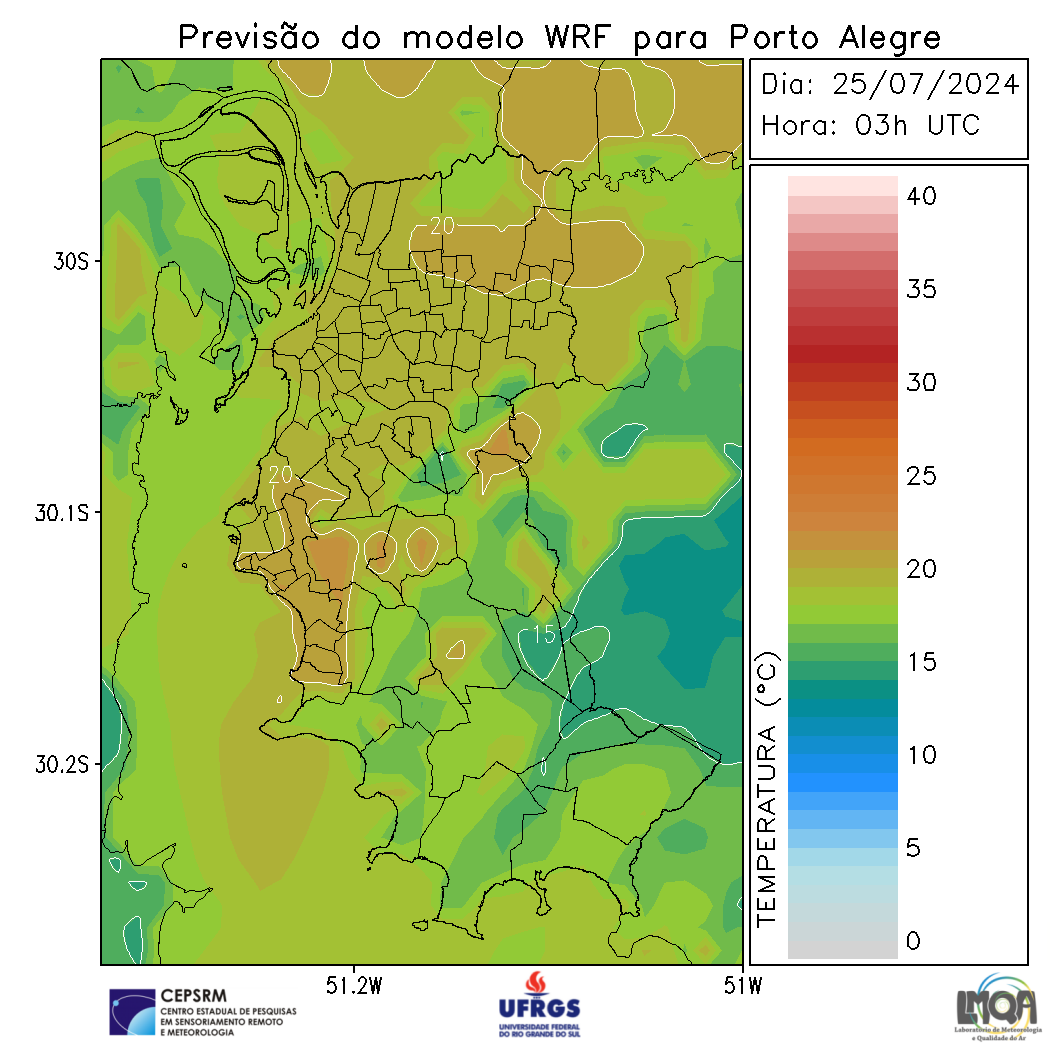 Previsão do modelo WRF para Porto Alegre
Dia: 25/07/2024
Hora: 03h UTC
30S
30.1S
30.2S
51.2W
51W
20
20
15
TEMPERATURA (°C)
40
35
30
25
20
15
10
5
0
CEPSRM
CENTRO ESTADUAL DE PESQUISAS
EM SENSORIAMENTO REMOTO
E METEOROLOGIA
UFRGS
UNIVERSIDADE FEDERAL
DO RIO GRANDE DO SUL
LMQA
Laboratório de Meteorologia
e Qualidade do Ar